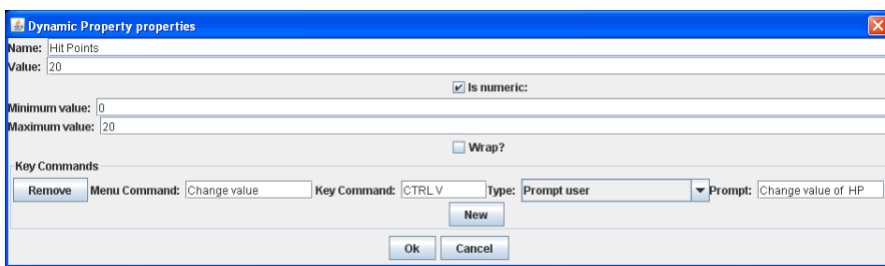 Dynamic Property properties
Name: Hit Points
Value: 20
Is numeric:
Minimum value: 0
Maximum value: 20
Wrap?
Key Commands
Remove Menu Command: Change value Key Command: CTRL V Type: Prompt user Prompt: Change value of HP
New
Ok Cancel